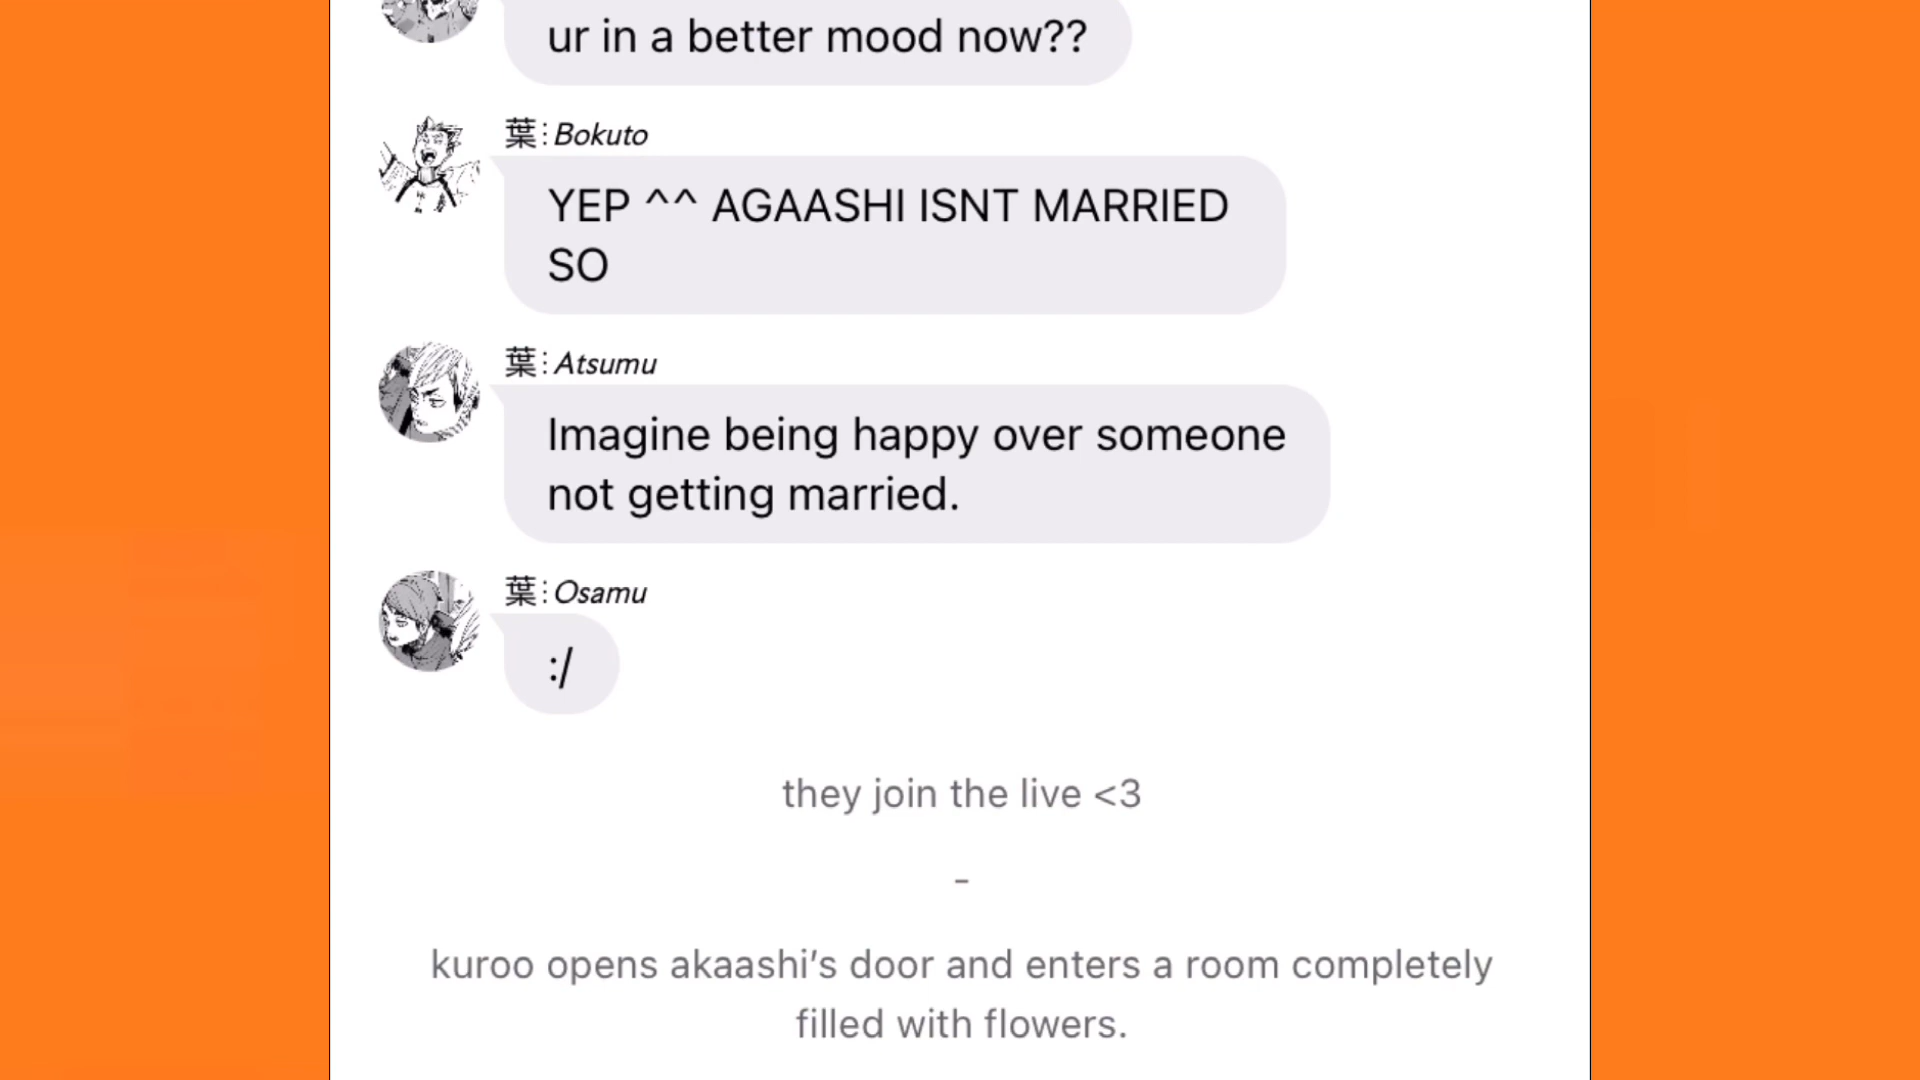 ur in a better mood now??
葉⋮Bokuto
YEP ^^ AGAASHI ISNT MARRIED
SO
葉⋮Atsumu
Imagine being happy over someone
not getting married.
葉⋮Osamu
:/
they join the live <3
-
kuroo opens akaashi’s door and enters a room completely
filled with flowers.